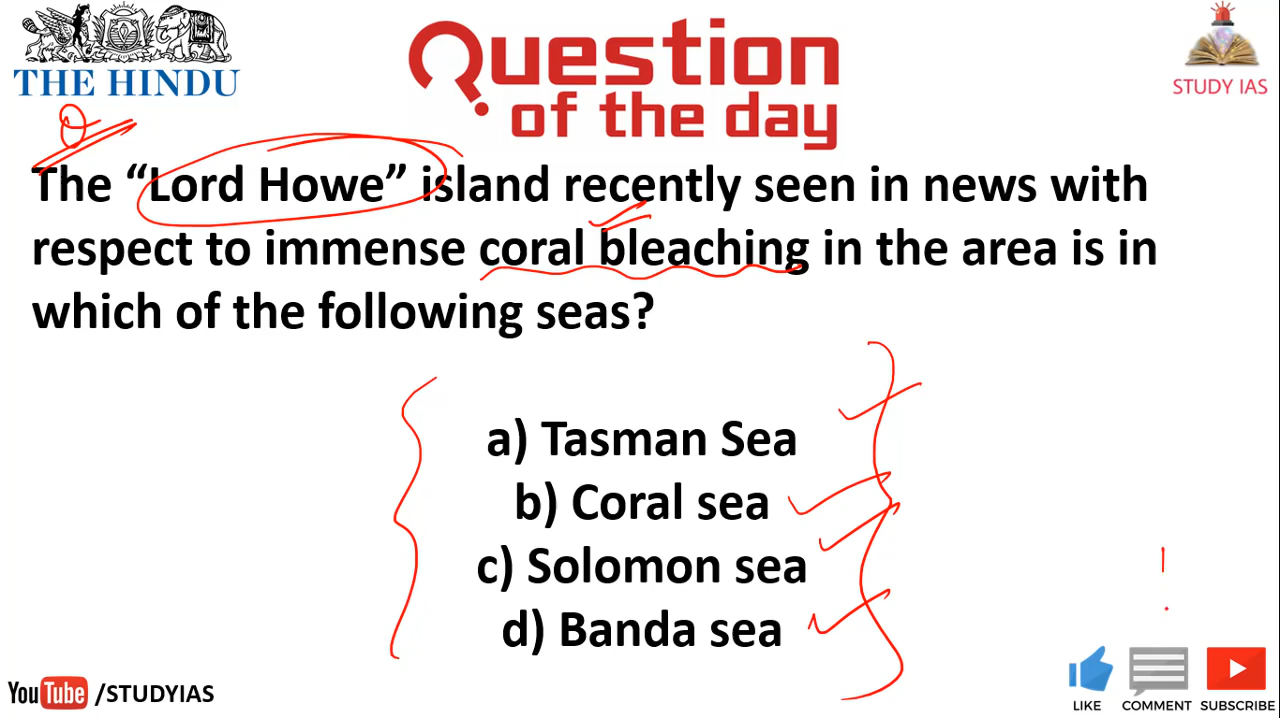 THE HINDU
Question
of the day
STUDY IAS
The “Lord Howe” island recently seen in news with
respect to immense coral bleaching in the area is in
which of the following seas?
a) Tasman Sea
b) Coral sea
c) Solomon sea
d) Banda sea
YouTube /STUDYIAS
LIKE COMMENT SUBSCRIBE